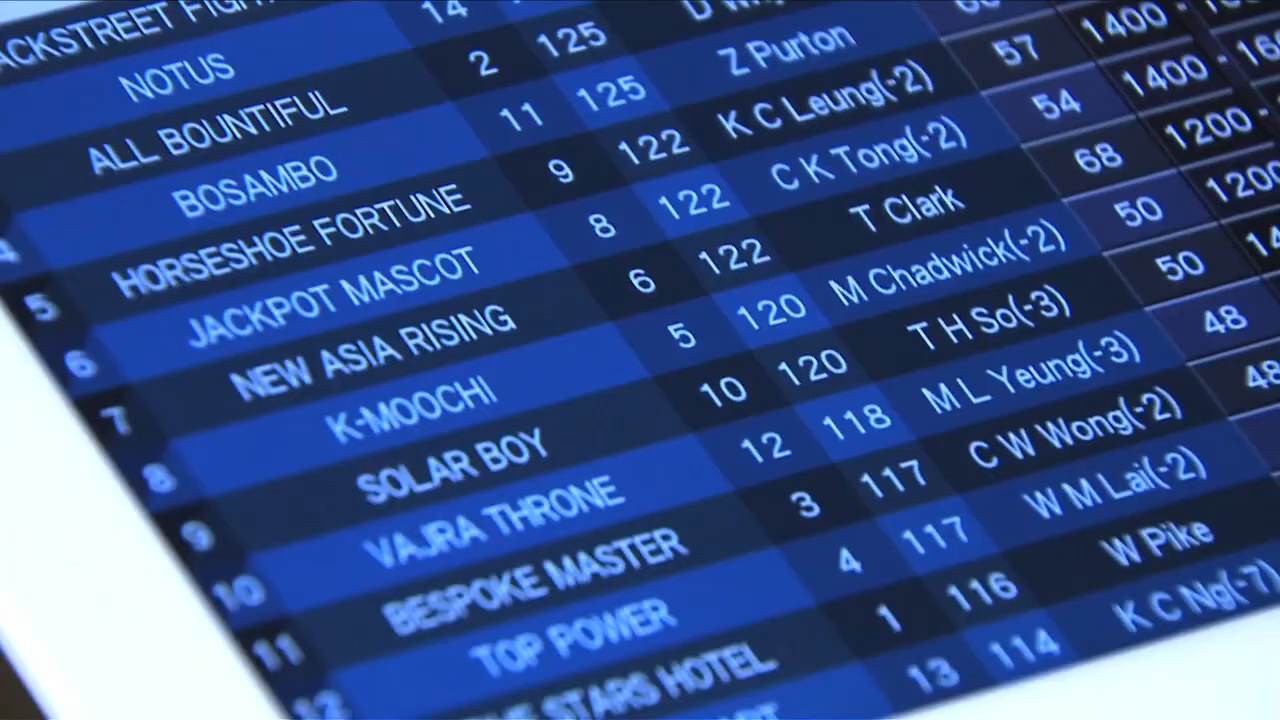 NOTUS 14
ALL BOUNTIFUL 2 125
BOSAMBO 11 125 Z Purton
5 HORSESHOE FORTUNE 9 122 K C Leung(-2) 57 1400 -
6 JACKPOT MASCOT 8 122 C K Tong(-2) 54 1400 -
7 NEW ASIA RISING 6 122 T Clark 68 1200 -
8 K-MOOCHI 5 120 M Chadwick(-2) 50 1200
9 SOLAR BOY 10 120 T H So(-3) 50
10 VAJRA THRONE 12 118 M L Yeung(-3) 48
11 BESPOKE MASTER 3 117 C W Wong(-2) 48
12 TOP POWER 4 117 W M Lai(-2)
STARS HOTEL 1 116 W Pike
13 114 K C Ng(-7)